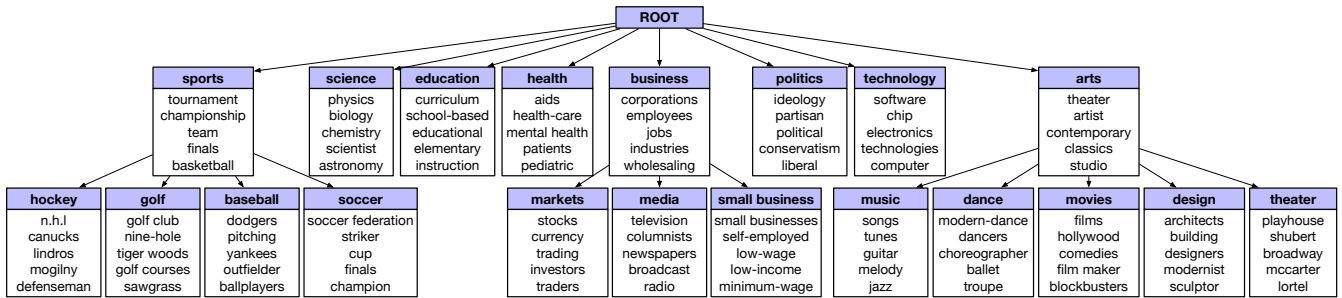 ROOT
sports
tournament
championship
team
finals
basketball
science
physics
biology
chemistry
scientist
astronomy
education
curriculum
school-based
educational
elementary
instruction
health
aids
health-care
mental health
patients
pediatric
business
corporations
employees
jobs
industries
wholesaling
politics
ideology
partisan
political
conservatism
liberal
technology
software
chip
electronics
technologies
computer
arts
theater
artist
contemporary
classics
studio
hockey
n.h.l
canucks
lindros
mogilny
defenseman
golf
golf club
nine-hole
tiger woods
golf courses
sawgrass
baseball
dodgers
pitching
yankees
outfielder
ballplayers
soccer
soccer federation
striker
cup
finals
champion
markets
stocks
currency
trading
investors
traders
media
television
columnists
newspapers
broadcast
radio
small business
small businesses
self-employed
low-wage
low-income
minimum-wage
music
songs
tunes
guitar
melody
jazz
dance
modern-dance
dancers
choreographer
ballet
troupe
movies
films
hollywood
comedies
film maker
blockbusters
design
architects
building
designers
modernist
sculptor
theater
playhouse
shubert
broadway
mccarter
lortel